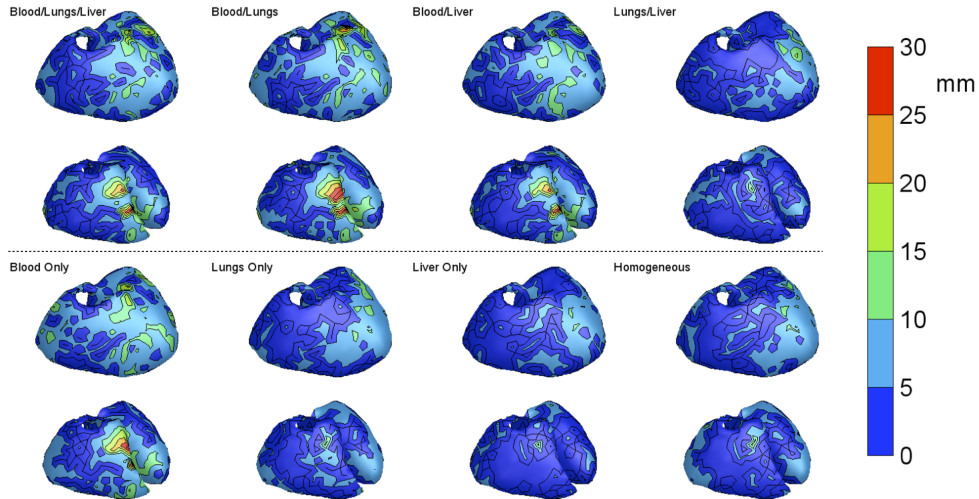 Blood/Lungs/Liver
Blood/Lungs
Blood/Liver
Lungs/Liver
Blood Only
Lungs Only
Liver Only
Homogeneous
30
mm
25
20
15
10
5
0